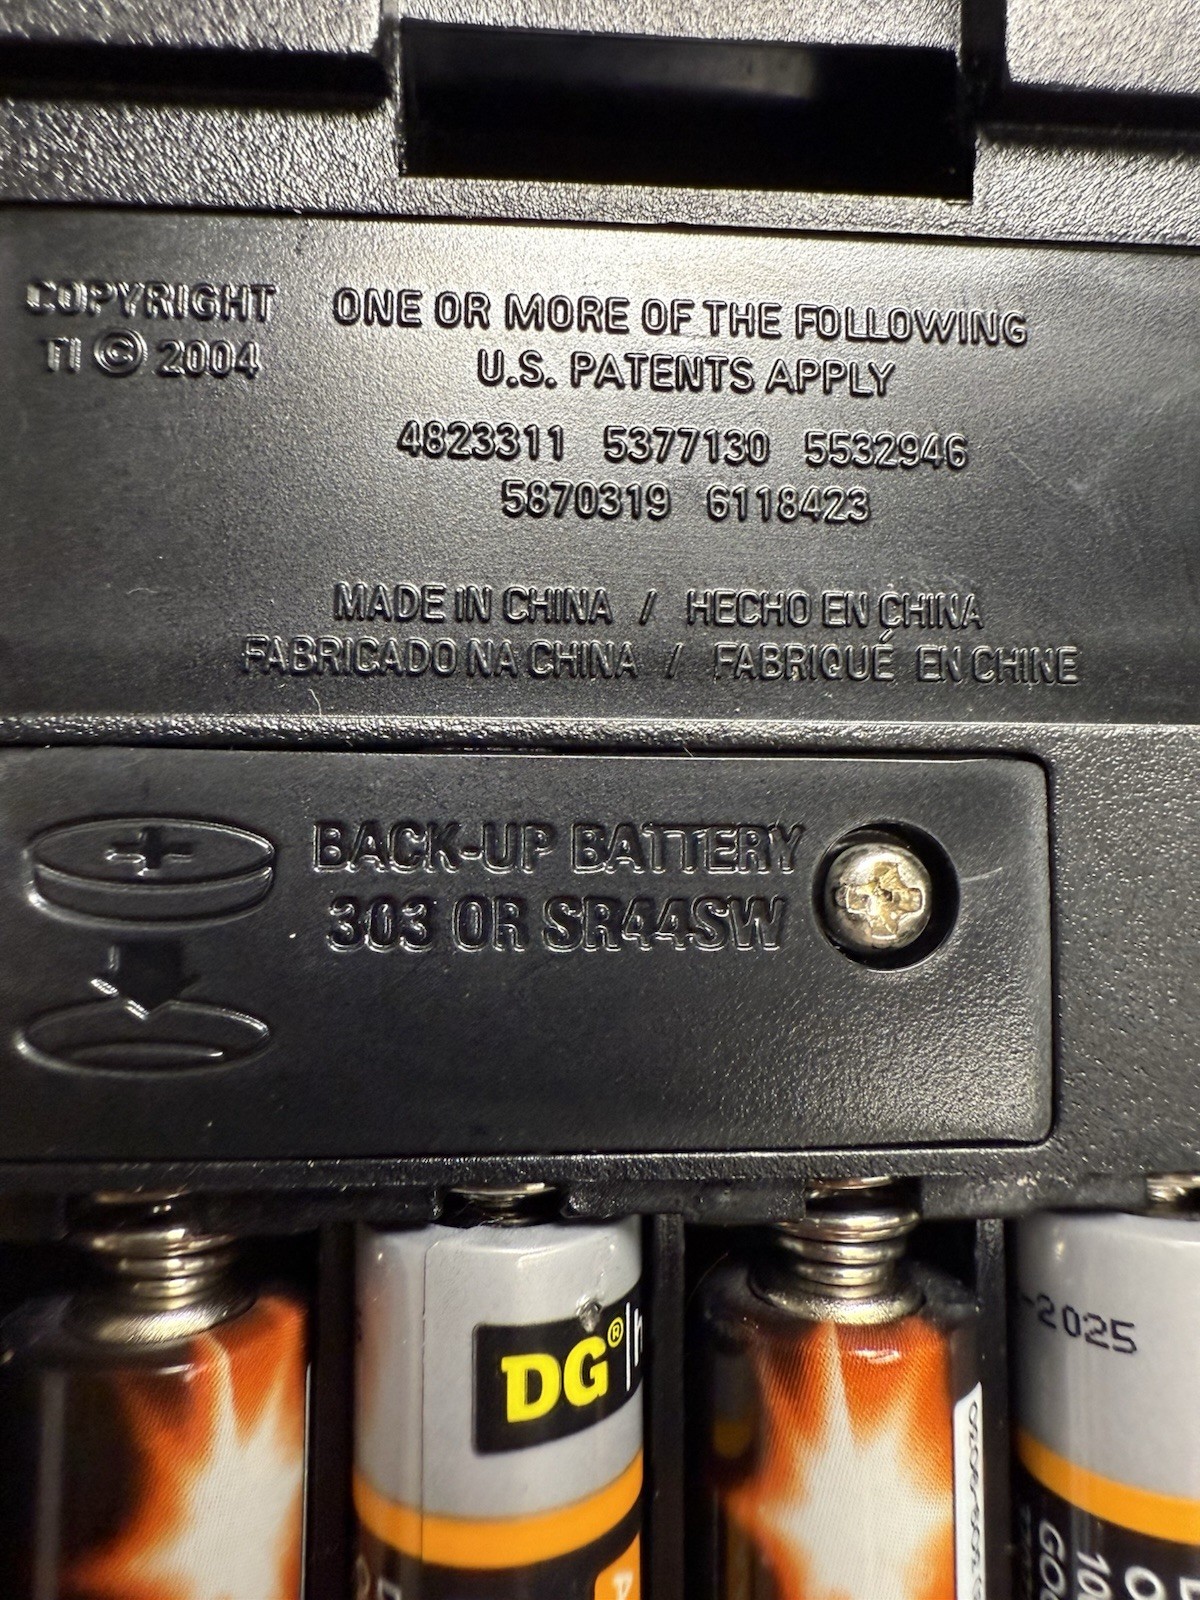 COPYRIGHT
TI © 2004
ONE OR MORE OF THE FOLLOWING
U.S. PATENTS APPLY
4823311 5377130 5532946
5870319 6118423
MADE IN CHINA / HECHO EN CHINA
FABRICADO NA CHINA / FABRIQUÉ EN CHINE
BACK-UP BATTERY
303 OR SR44SW
DG®
-2025